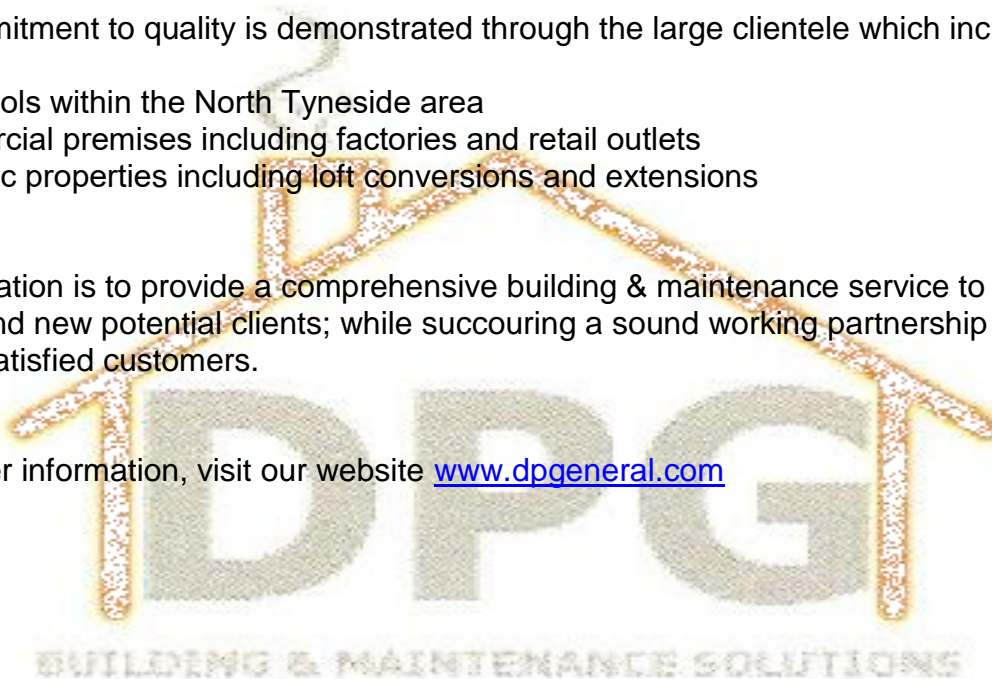 mitment to quality is demonstrated through the large clientele which inc
ols within the North Tyneside area
rcial premises including factories and retail outlets
c properties including loft conversions and extensions
ation is to provide a comprehensive building & maintenance service to
nd new potential clients; while succouring a sound working partnership
atisfied customers.
er information, visit our website www.dpgeneral.com
DPG
BUILDING & MAINTENANCE SOLUTIONS